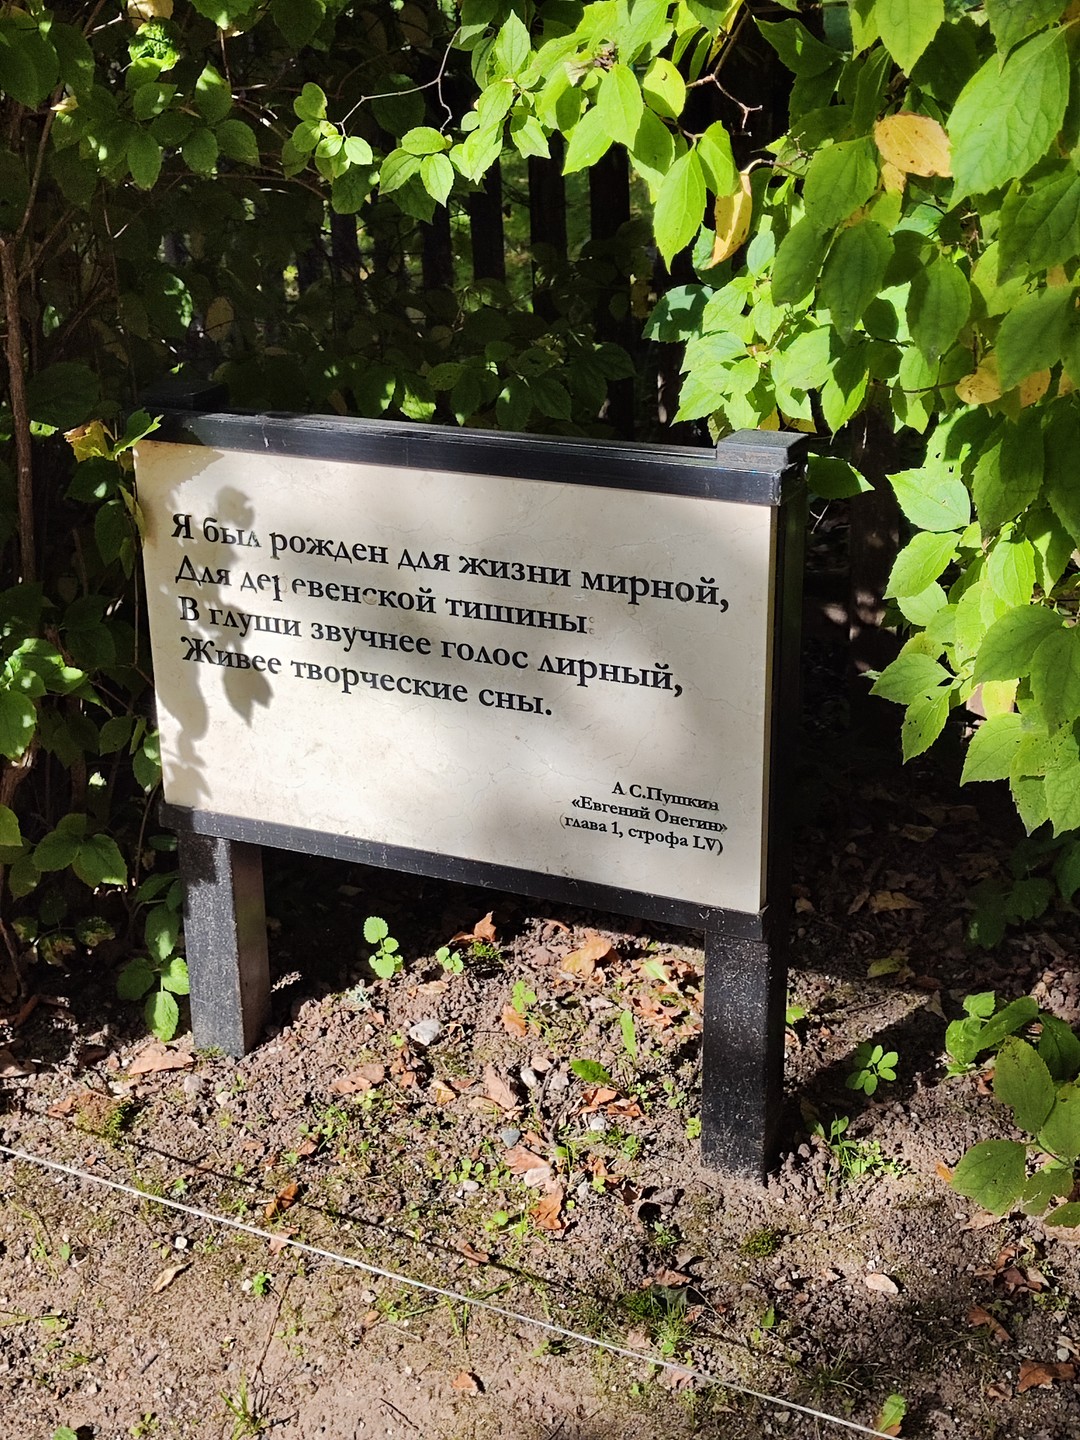 Я был рожден для жизни мирной,
Для деревенской тишины:
В глуши звучнее голос лирный,
Живее творческие сны.
А.С.Пушкин
«Евгений Онегин»
(глава 1, строфа LV)